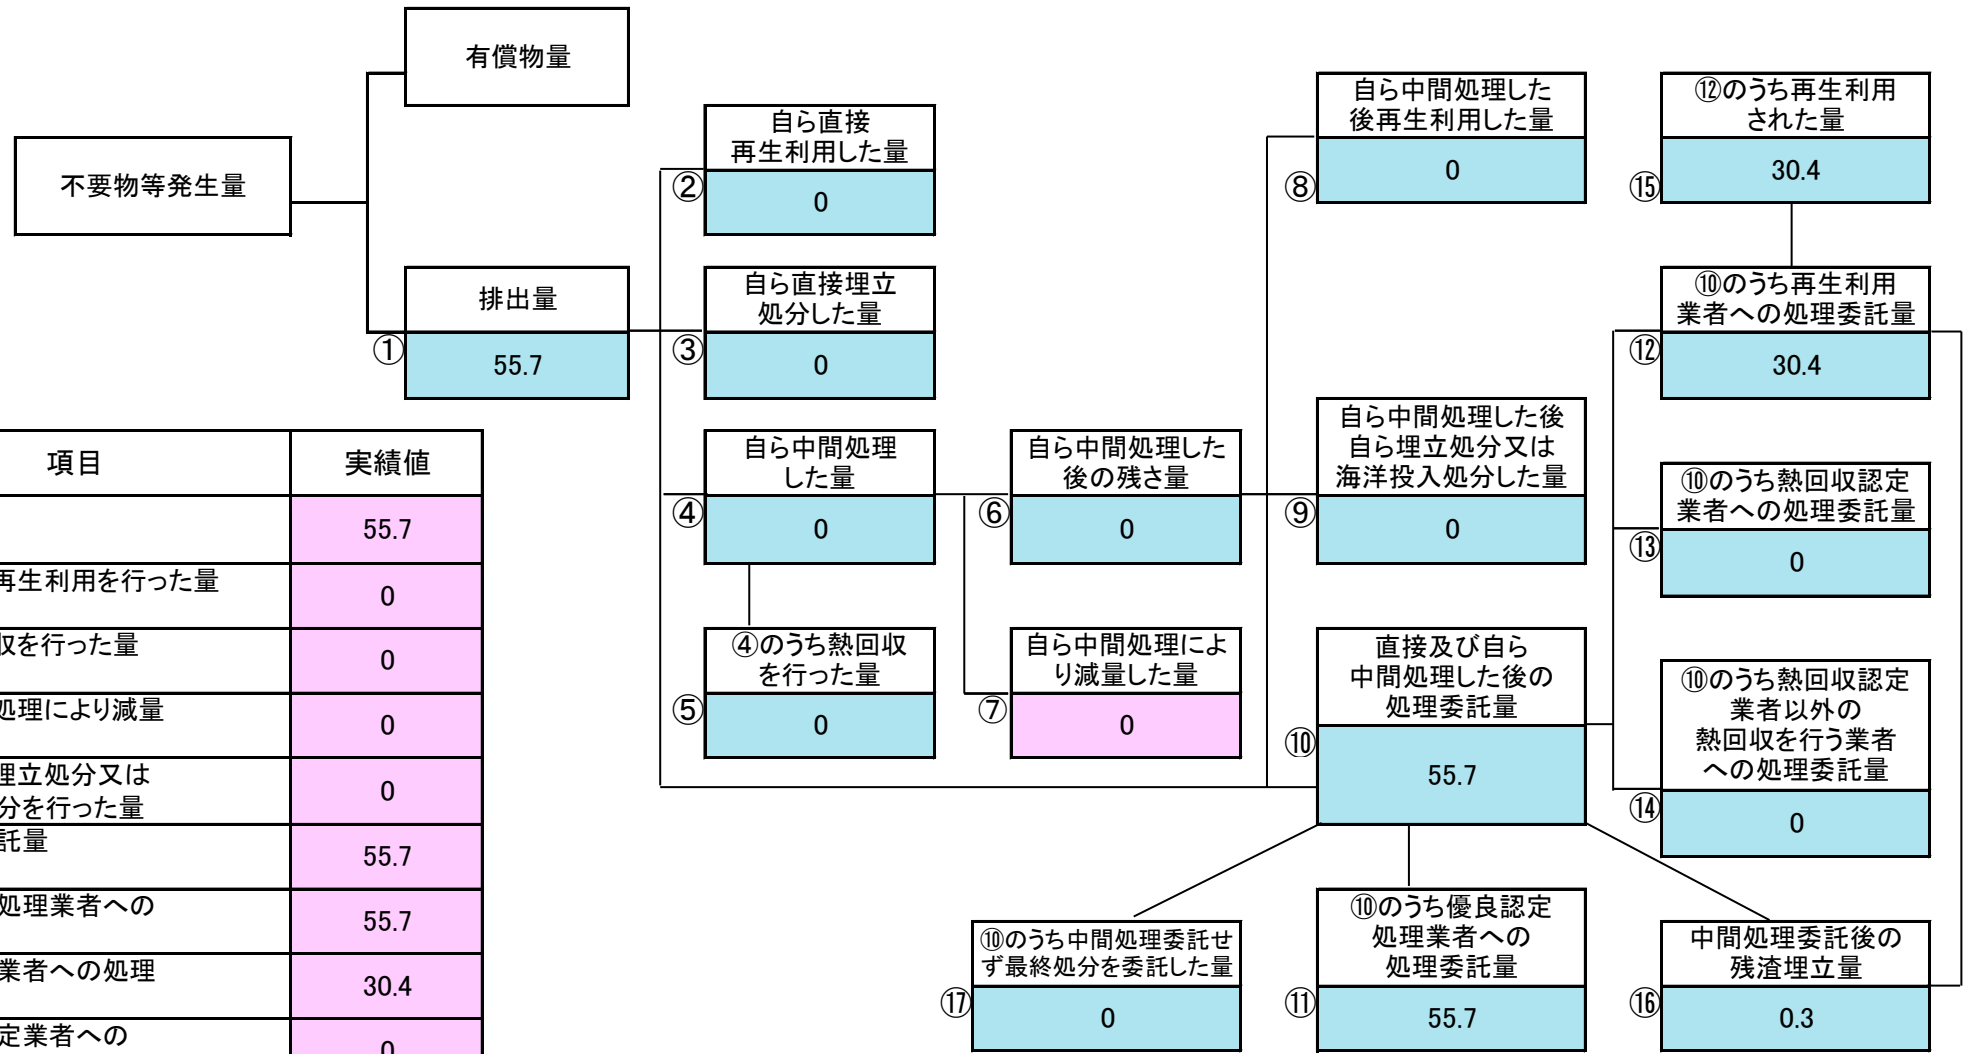 有償物量
不要物等発生量
排出量
①
55.7
自ら直接
再生利用した量
②
0
自ら直接埋立
処分した量
③
0
自ら中間処理
した量
④
0
④のうち熱回収
を行った量
⑤
0
自ら中間処理した
後の残さ量
⑥
0
自ら中間処理によ
り減量した量
⑦
0
自ら中間処理した
後再生利用した量
⑧
0
自ら中間処理した後
自ら埋立処分又は
海洋投入処分した量
⑨
0
直接及び自ら
中間処理した後の
処理委託量
⑩
55.7
⑫のうち再生利用
された量
⑮
30.4
⑩のうち再生利用
業者への処理委託量
⑫
30.4
⑩のうち熱回収認定
業者への処理委託量
⑬
0
⑩のうち熱回収認定
業者以外の
熱回収を行う業者
への処理委託量
⑭
0
⑩のうち中間処理委託せ
ず最終処分を委託した量
⑰
0
⑩のうち優良認定
処理業者への
処理委託量
⑪
55.7
中間処理委託後の
残渣埋立量
⑯
0.3
項目 実績値
55.7
再生利用を行った量
0
収を行った量
0
処理により減量
0
埋立処分又は
分を行った量
0
託量
55.7
処理業者への
55.7
業者への処理
30.4
定業者への
0